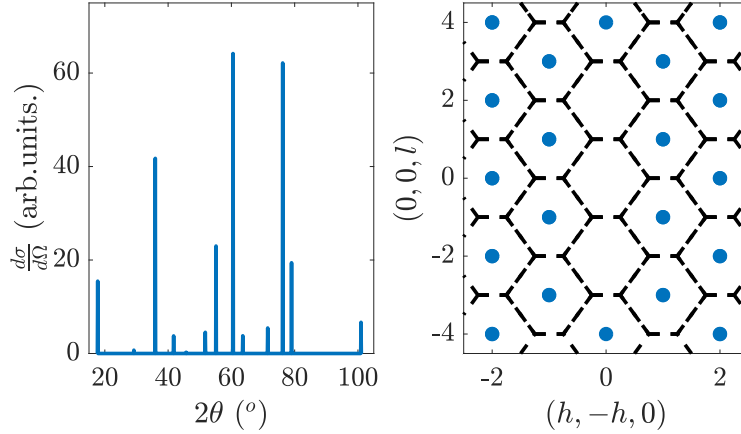 60
40
20
0
20 40 60 80 100
2θ (°)
dσ/dΩ (arb.units.)
4
2
0
-2
-4
-2 0 2
(h, −h, 0)
(0, 0, l)